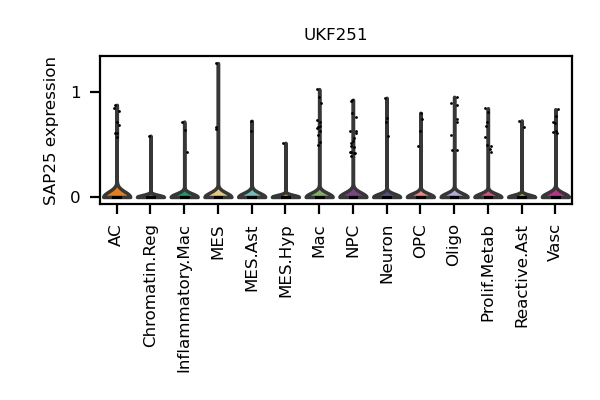 UKF251
SAP25 expression
1
0
AC
Chromatin.Reg
Inflammatory.Mac
MES
MES.Ast
MES.Hyp
Mac
NPC
Neuron
OPC
Oligo
Prolif.Metab
Reactive.Ast
Vasc